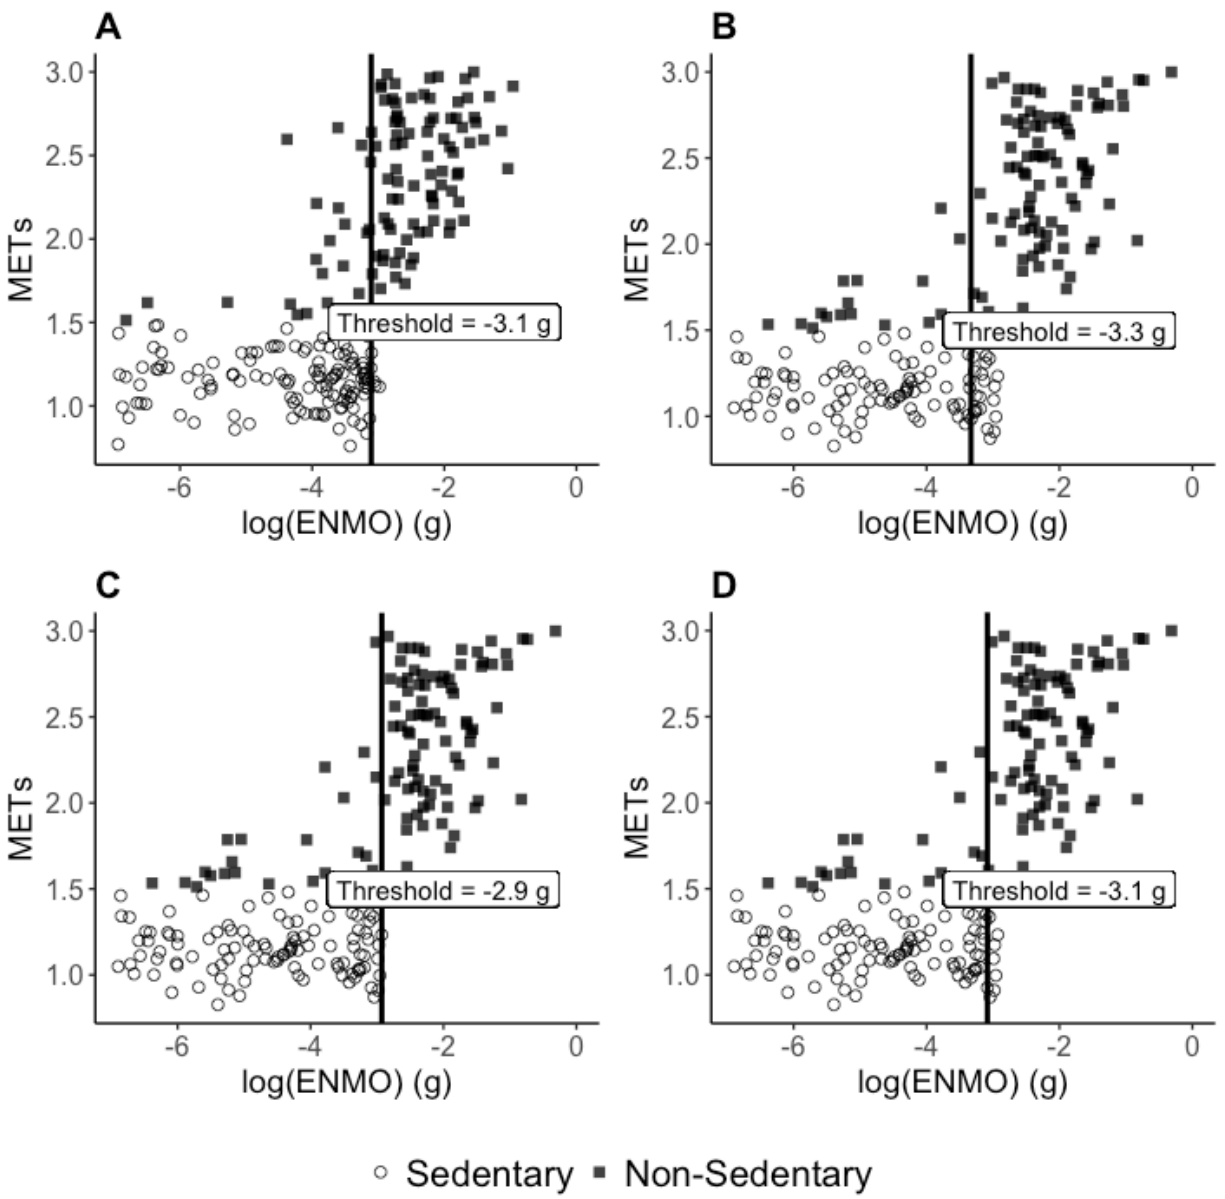 A
B
3.0
2.5
2.0
1.5
1.0
METs
Threshold = -3.1 g
-6
-4
-2
0
log(ENMO) (g)
3.0
2.5
2.0
1.5
1.0
METs
Threshold = -3.3 g
-6
-4
-2
0
log(ENMO) (g)
C
D
3.0
2.5
2.0
1.5
1.0
METs
Threshold = -2.9 g
-6
-4
-2
0
log(ENMO) (g)
3.0
2.5
2.0
1.5
1.0
METs
Threshold = -3.1 g
-6
-4
-2
0
log(ENMO) (g)
Sedentary
Non-Sedentary